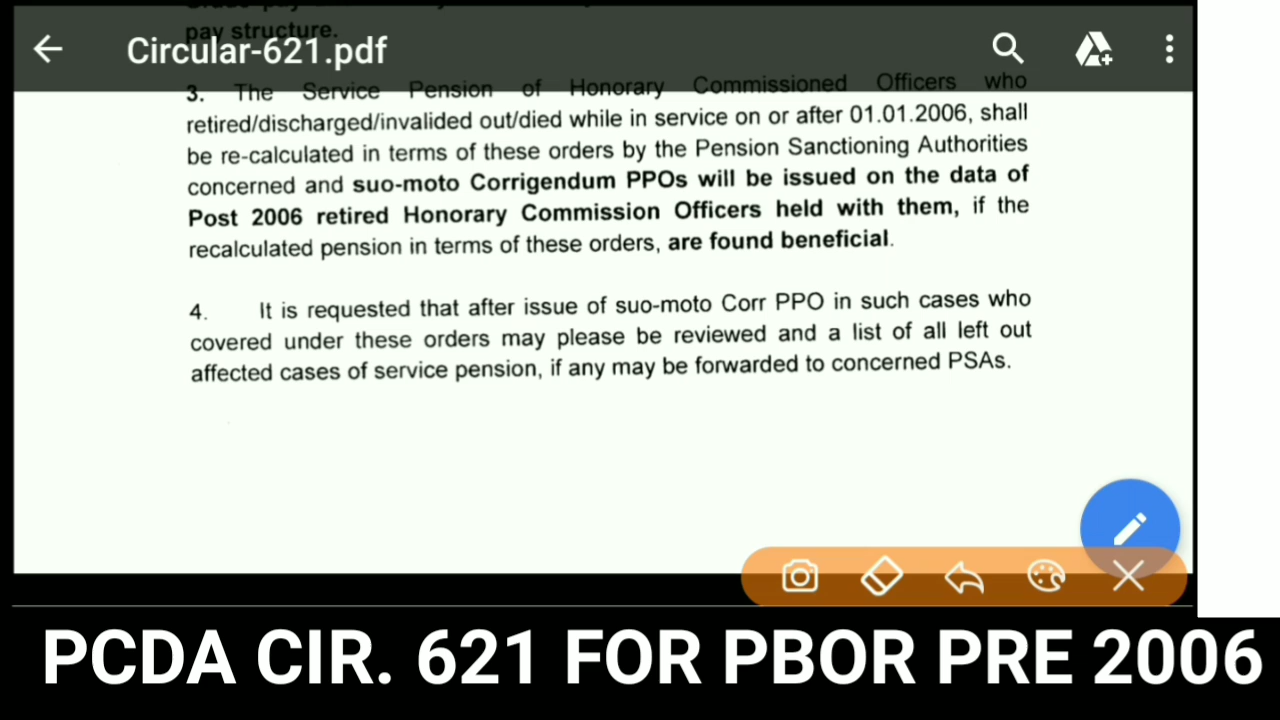 pay structure.
Circular-621.pdf
3. The Service Pension of Honorary Commissioned Officers who
retired/discharged/invalided out/died while in service on or after 01.01.2006, shall
be re-calculated in terms of these orders by the Pension Sanctioning Authorities
concerned and suo-moto Corrigendum PPOs will be issued on the data of
Post 2006 retired Honorary Commission Officers held with them, if the
recalculated pension in terms of these orders, are found beneficial.
4. It is requested that after issue of suo-moto Corr PPO in such cases who
covered under these orders may please be reviewed and a list of all left out
affected cases of service pension, if any may be forwarded to concerned PSAs.
PCDA CIR. 621 FOR PBOR PRE 2006